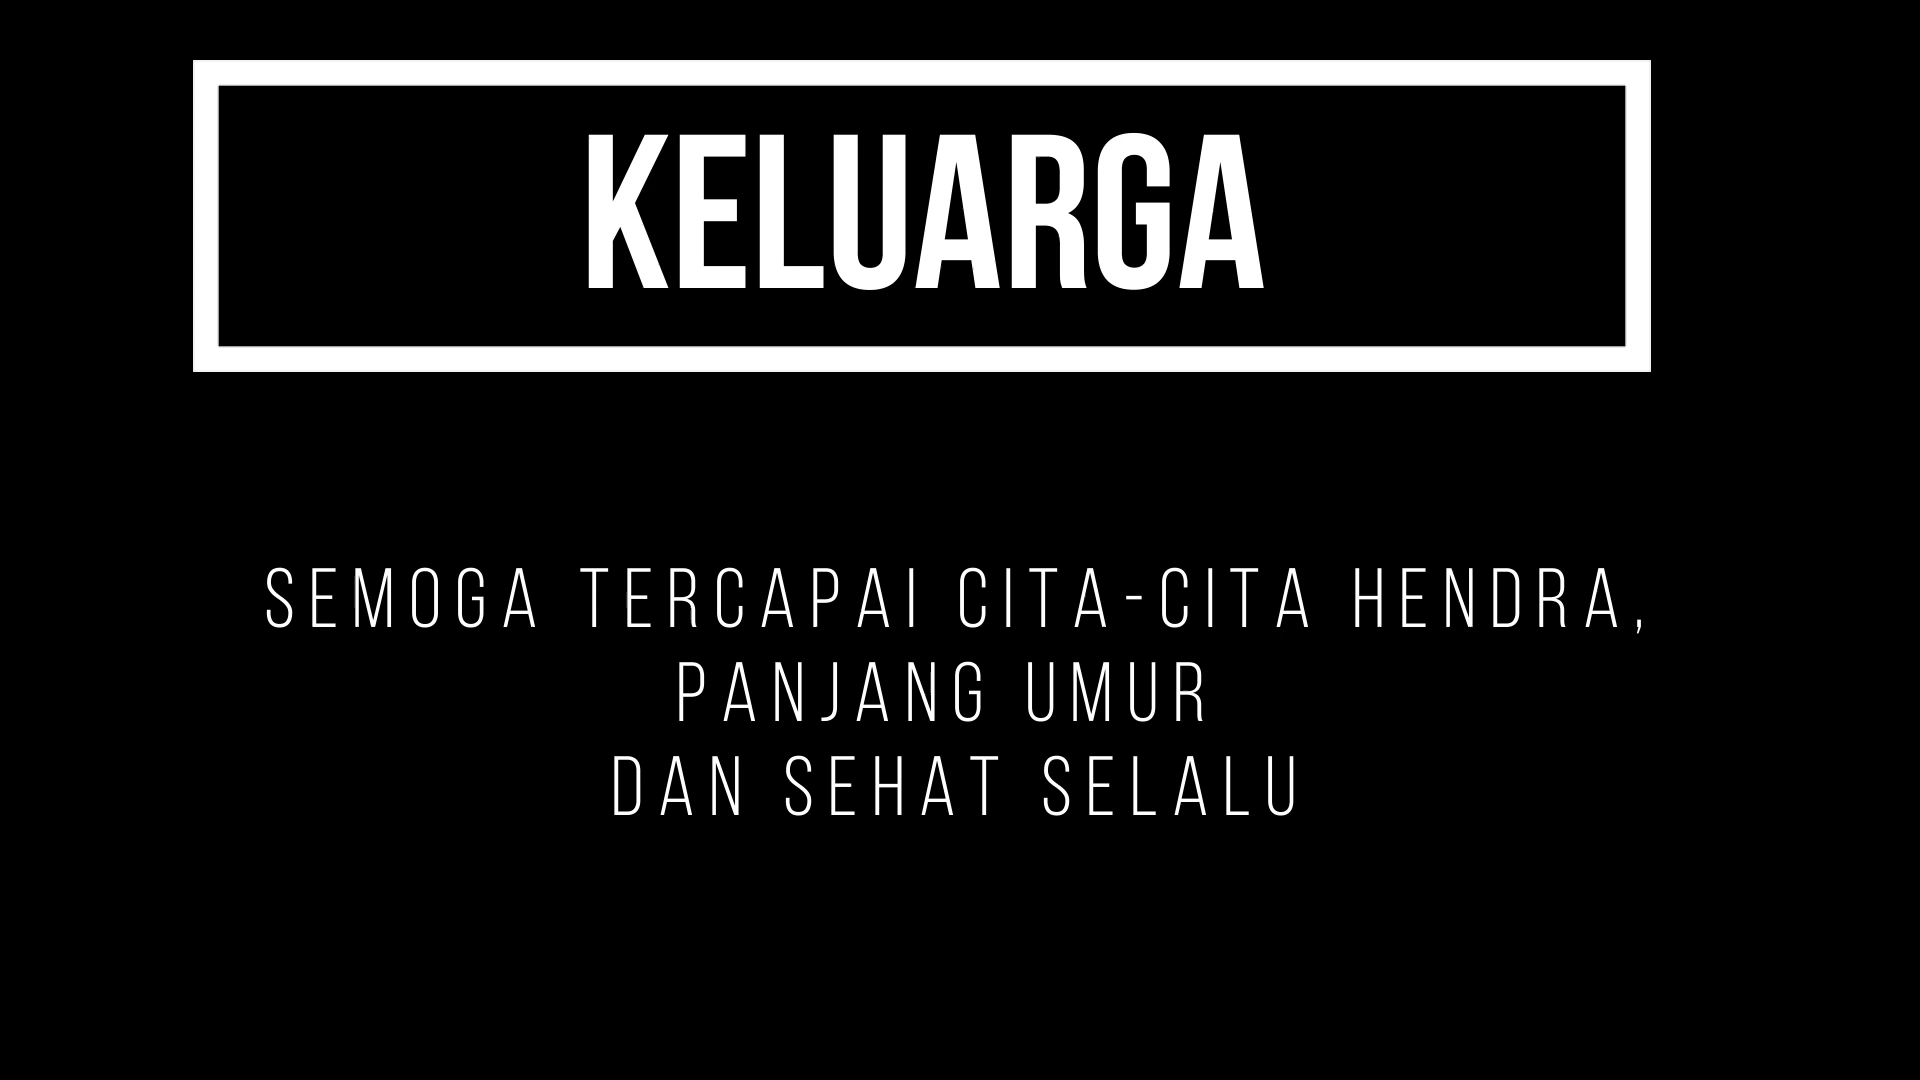 KELUARGA
SEMOGA TERCAPAI CITA-CITA HENDRA,
PANJANG UMUR
DAN SEHAT SELALU